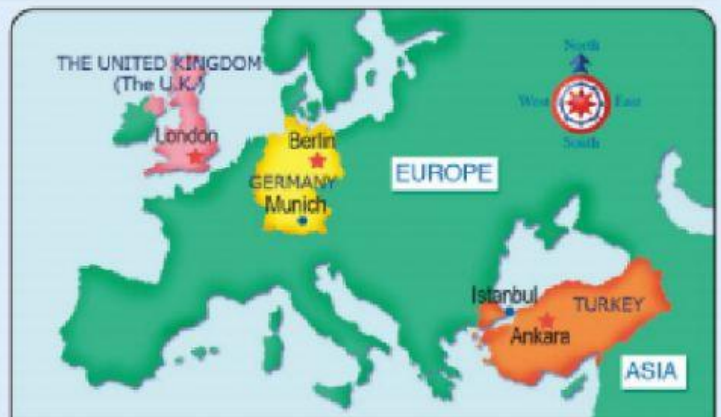 THE UNITED KINGDOM
(The U.K.)
London
Berlin
GERMANY
Munich
EUROPE
North
West
East
South
Istanbul
TURKEY
Ankara
ASIA